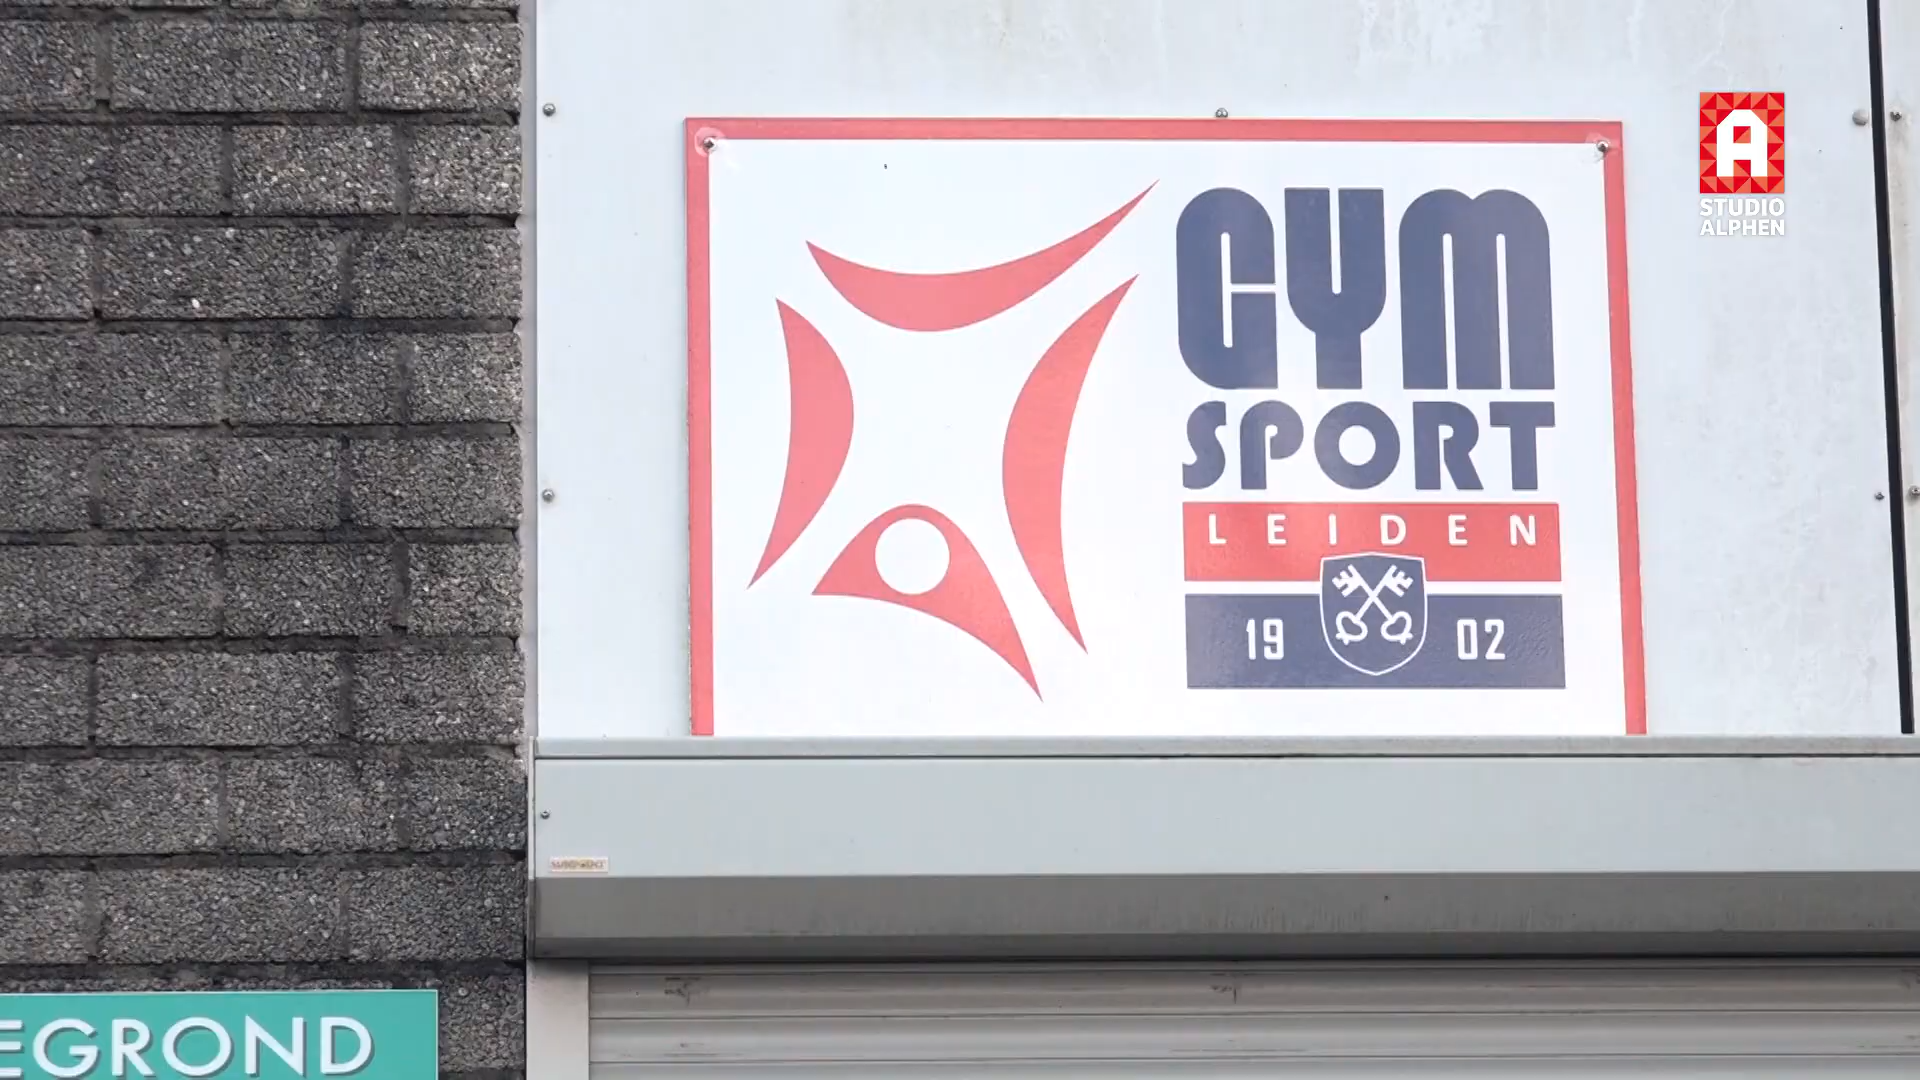 STUDIO
ALPHEN
GYM
SPORT
LEIDEN
19 02
EGROND